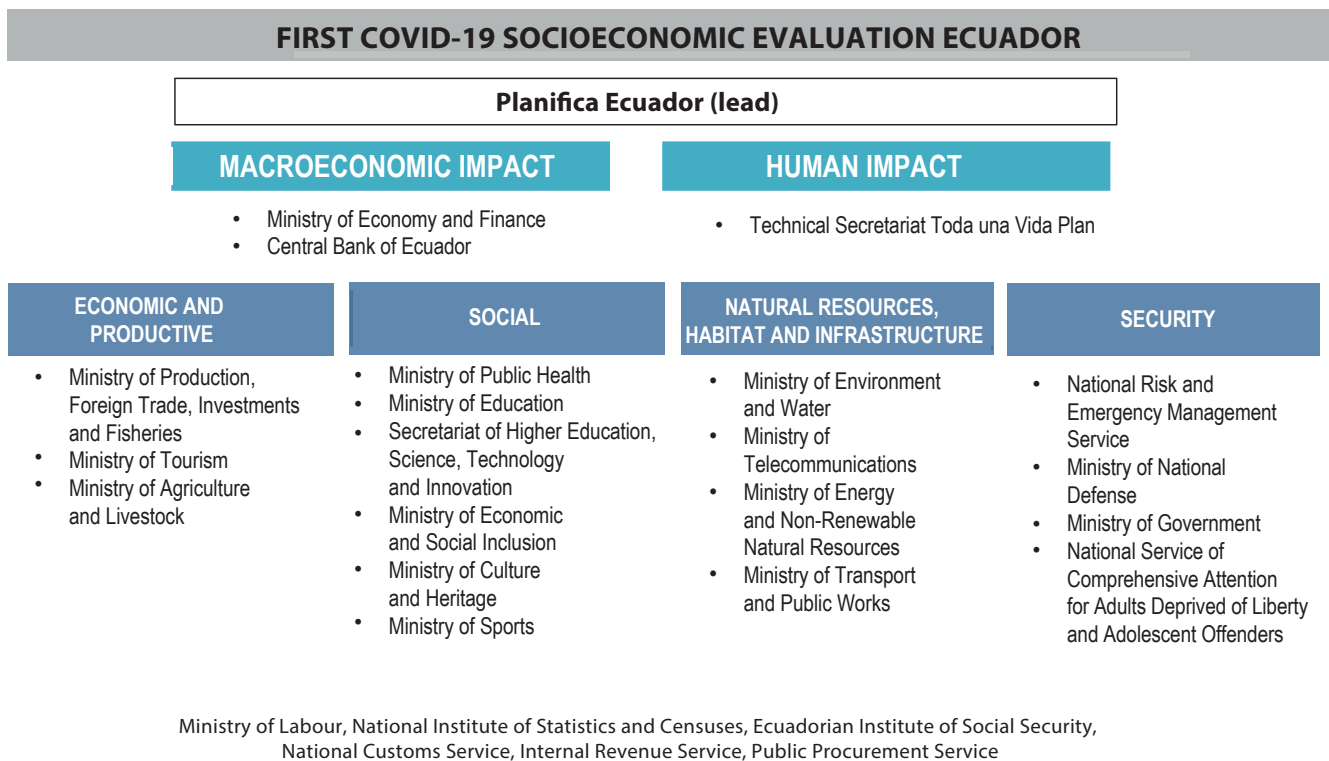 FIRST COVID-19 SOCIOECONOMIC EVALUATION ECUADOR
Planifica Ecuador (lead)
MACROECONOMIC IMPACT
• Ministry of Economy and Finance
• Central Bank of Ecuador
HUMAN IMPACT
• Technical Secretariat Toda una Vida Plan
ECONOMIC AND
PRODUCTIVE
• Ministry of Production,
Foreign Trade, Investments
and Fisheries
• Ministry of Tourism
• Ministry of Agriculture
and Livestock
SOCIAL
• Ministry of Public Health
• Ministry of Education
• Secretariat of Higher Education,
Science, Technology
and Innovation
• Ministry of Economic
and Social Inclusion
• Ministry of Culture
and Heritage
• Ministry of Sports
NATURAL RESOURCES,
HABITAT AND INFRASTRUCTURE
• Ministry of Environment
and Water
• Ministry of
Telecommunications
• Ministry of Energy
and Non-Renewable
Natural Resources
• Ministry of Transport
and Public Works
SECURITY
• National Risk and
Emergency Management
Service
• Ministry of National
Defense
• Ministry of Government
• National Service of
Comprehensive Attention
for Adults Deprived of Liberty
and Adolescent Offenders
Ministry of Labour, National Institute of Statistics and Censuses, Ecuadorian Institute of Social Security,
National Customs Service, Internal Revenue Service, Public Procurement Service